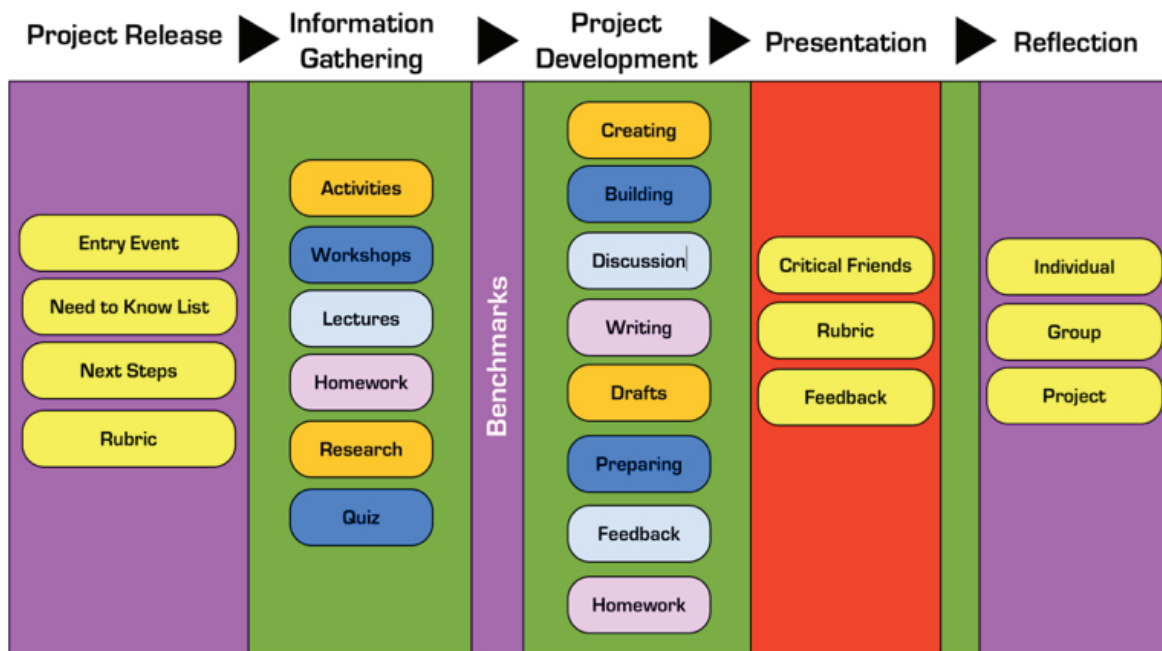 Project Release
Information
Gathering
Project
Development
Presentation
Reflection
Entry Event
Need to Know List
Next Steps
Rubric
Activities
Workshops
Lectures
Homework
Research
Quiz
Benchmarks
Creating
Building
Discussion
Writing
Drafts
Preparing
Feedback
Homework
Critical Friends
Rubric
Feedback
Individual
Group
Project